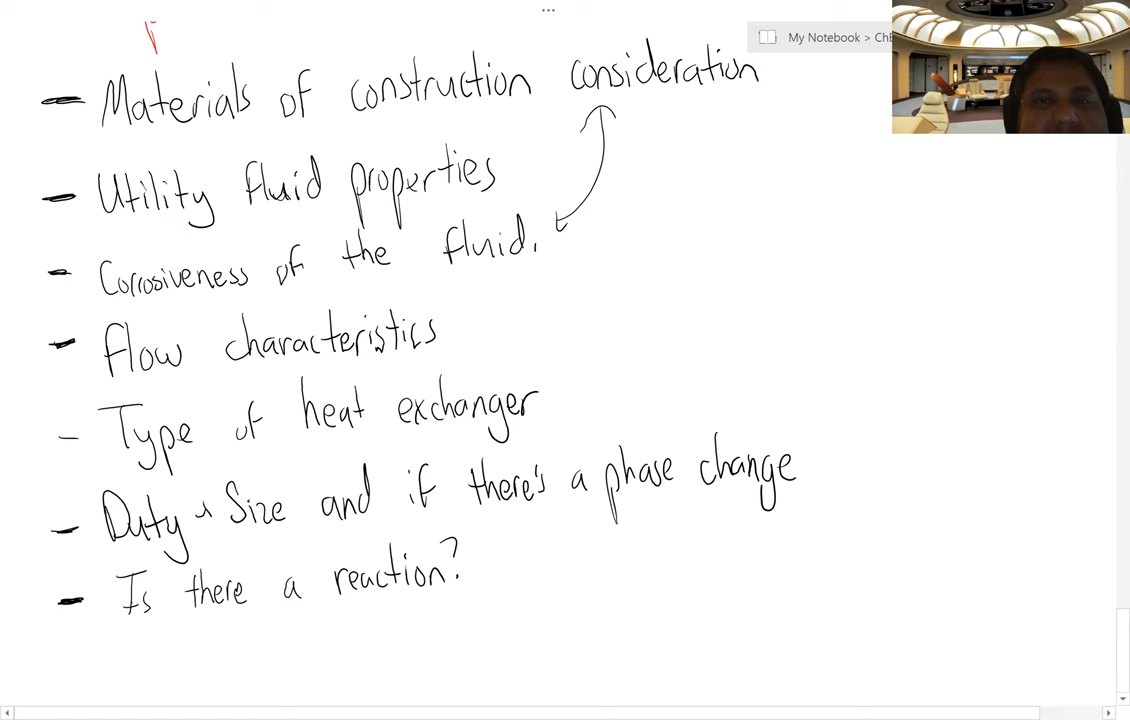 My Notebook > ChE
- Materials of construction consideration
- Utility fluid properties
- Corrosiveness of the fluid.
- Flow characteristics
- Type of heat exchanger
- Duty + Size and if there's a phase change
- Is there a reaction?